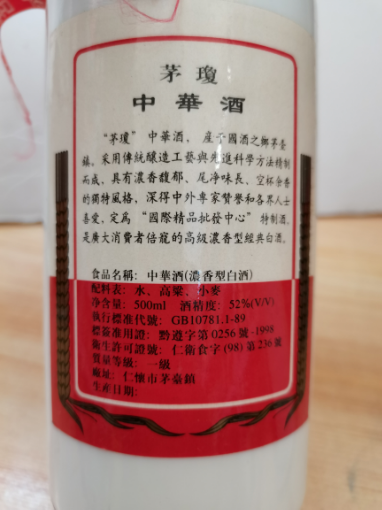 茅瓊
中華酒
“茅瓊”中華酒，產于國酒之鄉茅臺
鎮。采用傳統釀造工藝與先進科學方法精制
而成，具有濃香馥郁、尾净味長，空杯余香
的獨特風格，深得中外專家贊譽和各界人士
喜愛，定爲“國際精品批發中心”特制酒。
是廣大消費者倍寵的高級濃香型經典白酒。
食品名稱：中華酒(濃香型白酒)
配料表：水、高粱、小麥
净含量：500ml 酒精度：52%(V/V)
执行標准代號：GB10781.1-89
標簽准用證：黔遵字第0256號-1998
衛生許可證號：仁衛食字(98)第236號
質量等級：一級
廠址：仁懷市茅臺鎮
生産日期：